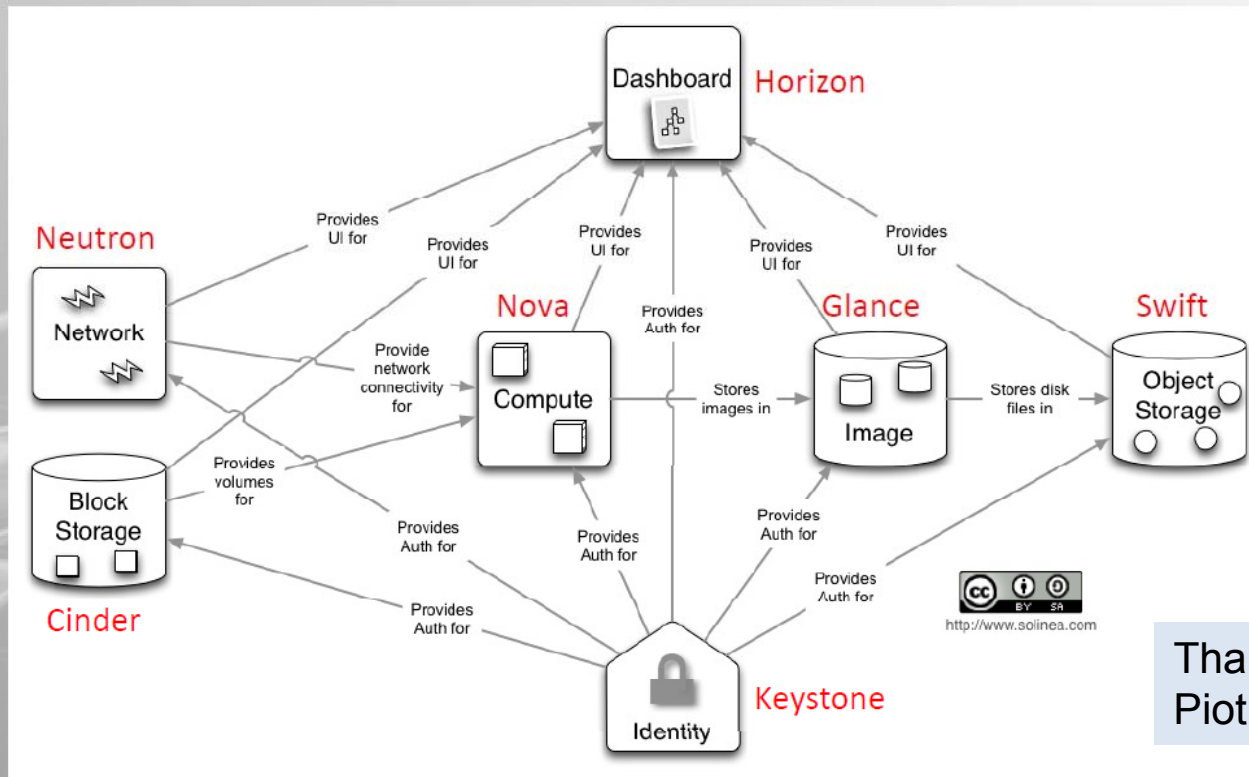 Dashboard
Horizon
Provides
UI for
Provides
UI for
Provides
UI for
Provides
UI for
Provides
UI for
Neutron
Network
Nova
Compute
Provides
Auth for
Glance
Image
Swift
Object
Storage
Provide
network
connectivity
for
Stores
images in
Stores disk
files in
Block
Storage
Cinder
Provides
volumes
for
Provides
Auth for
Provides
Auth for
Provides
Auth for
Provides
Auth for
Provides
Auth for
cc
BY SA
http://www.solinea.com
Identity
Keystone
Tha
Piot